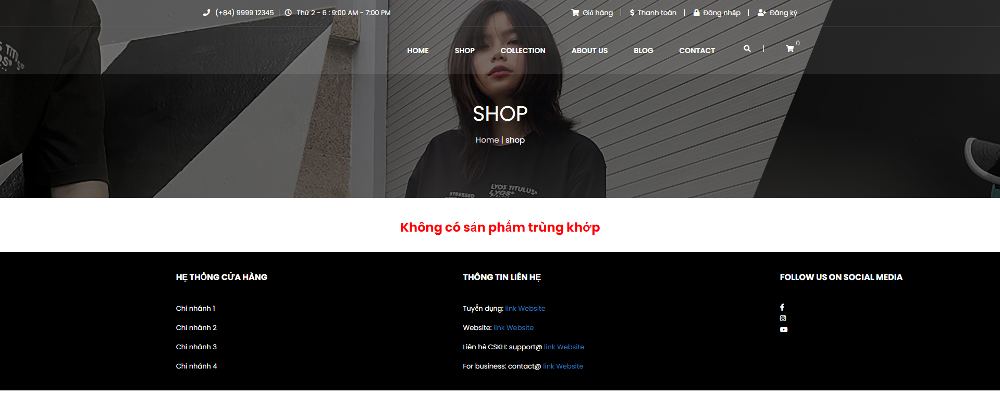 (+84) 9999 12345 | Thứ 2 - 6 : 9:00 AM - 7:00 PM
Giỏ hàng | Thanh toán | Đăng nhập | Đăng ký
HOME SHOP COLLECTION ABOUT US BLOG CONTACT | 0
SHOP
Home | shop
LYOS TITULUS
LYOS
STRESSED
Không có sản phẩm trùng khớp
HỆ THỐNG CỬA HÀNG
Chi nhánh 1
Chi nhánh 2
Chi nhánh 3
Chi nhánh 4
THÔNG TIN LIÊN HỆ
Tuyển dụng: link Website
Website: link Website
Liên hệ CSKH: support@ link Website
For business: contact@ link Website
FOLLOW US ON SOCIAL MEDIA